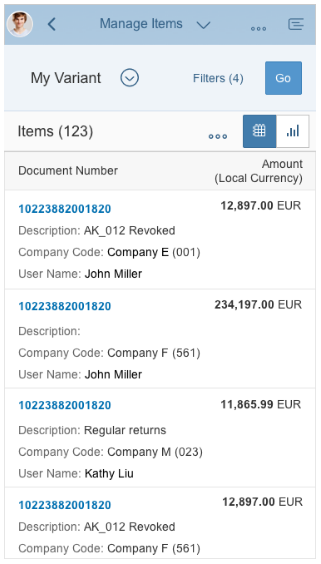 Manage Items
My Variant
Filters (4)
Go
Items (123)
Document Number
Amount
(Local Currency)
10223882001820
12,897.00 EUR
Description: AK_012 Revoked
Company Code: Company E (001)
User Name: John Miller
10223882001820
234,197.00 EUR
Description:
Company Code: Company F (561)
User Name: John Miller
10223882001820
11,865.99 EUR
Description: Regular returns
Company Code: Company M (023)
User Name: Kathy Liu
10223882001820
12,897.00 EUR
Description: AK_012 Revoked
Company Code: Company F (561)